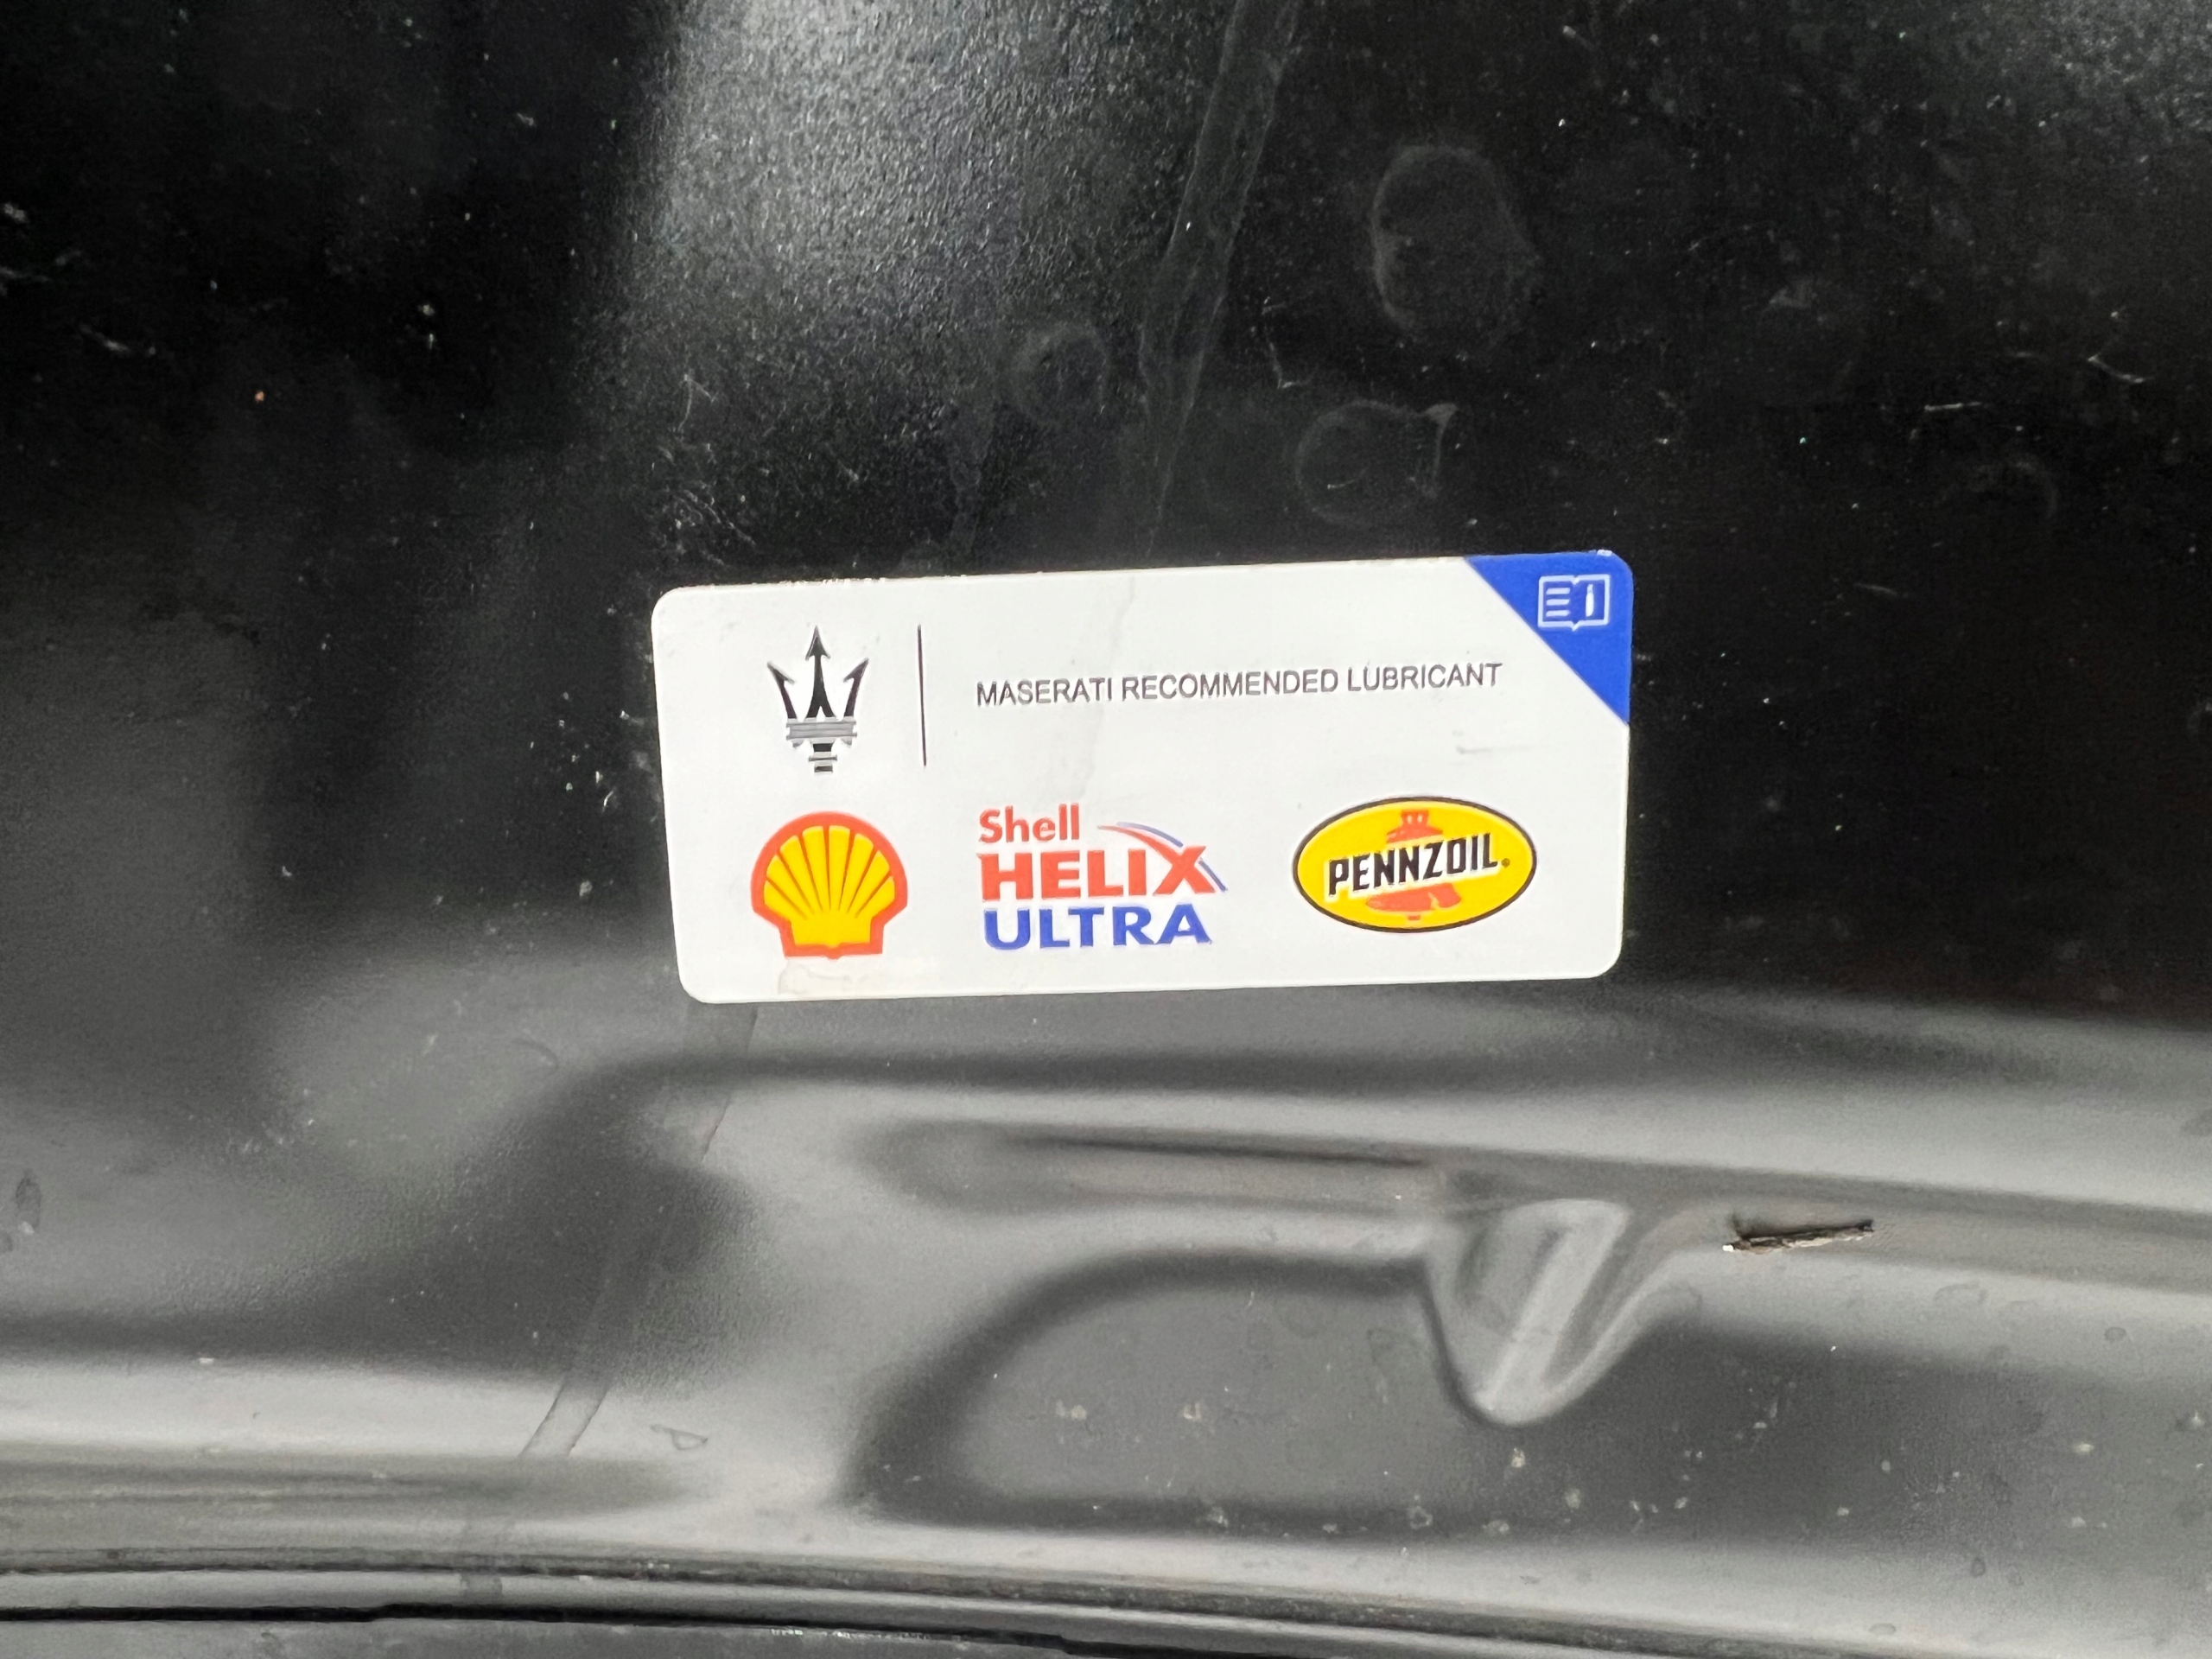 MASERATI RECOMMENDED LUBRICANT
Shell
HELIX
ULTRA
PENNZOIL®